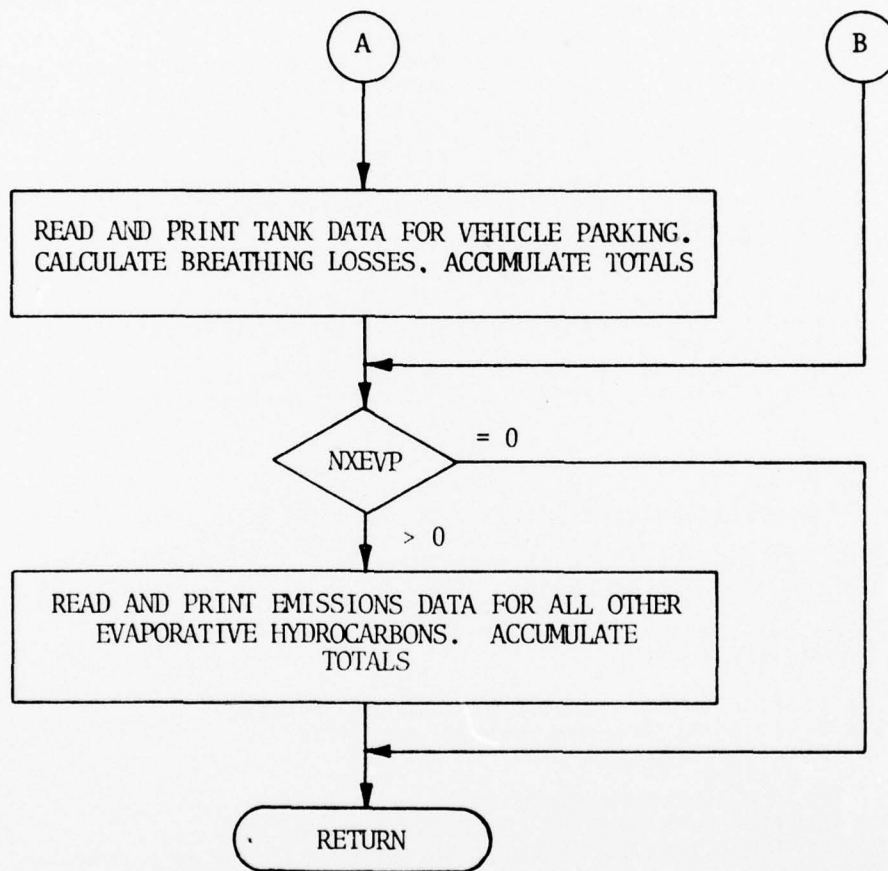 A
B
READ AND PRINT TANK DATA FOR VEHICLE PARKING.
CALCULATE BREATHING LOSSES. ACCUMULATE TOTALS
= 0
NXEVP
> 0
READ AND PRINT EMISSIONS DATA FOR ALL OTHER
EVAPORATIVE HYDROCARBONS. ACCUMULATE
TOTALS
RETURN